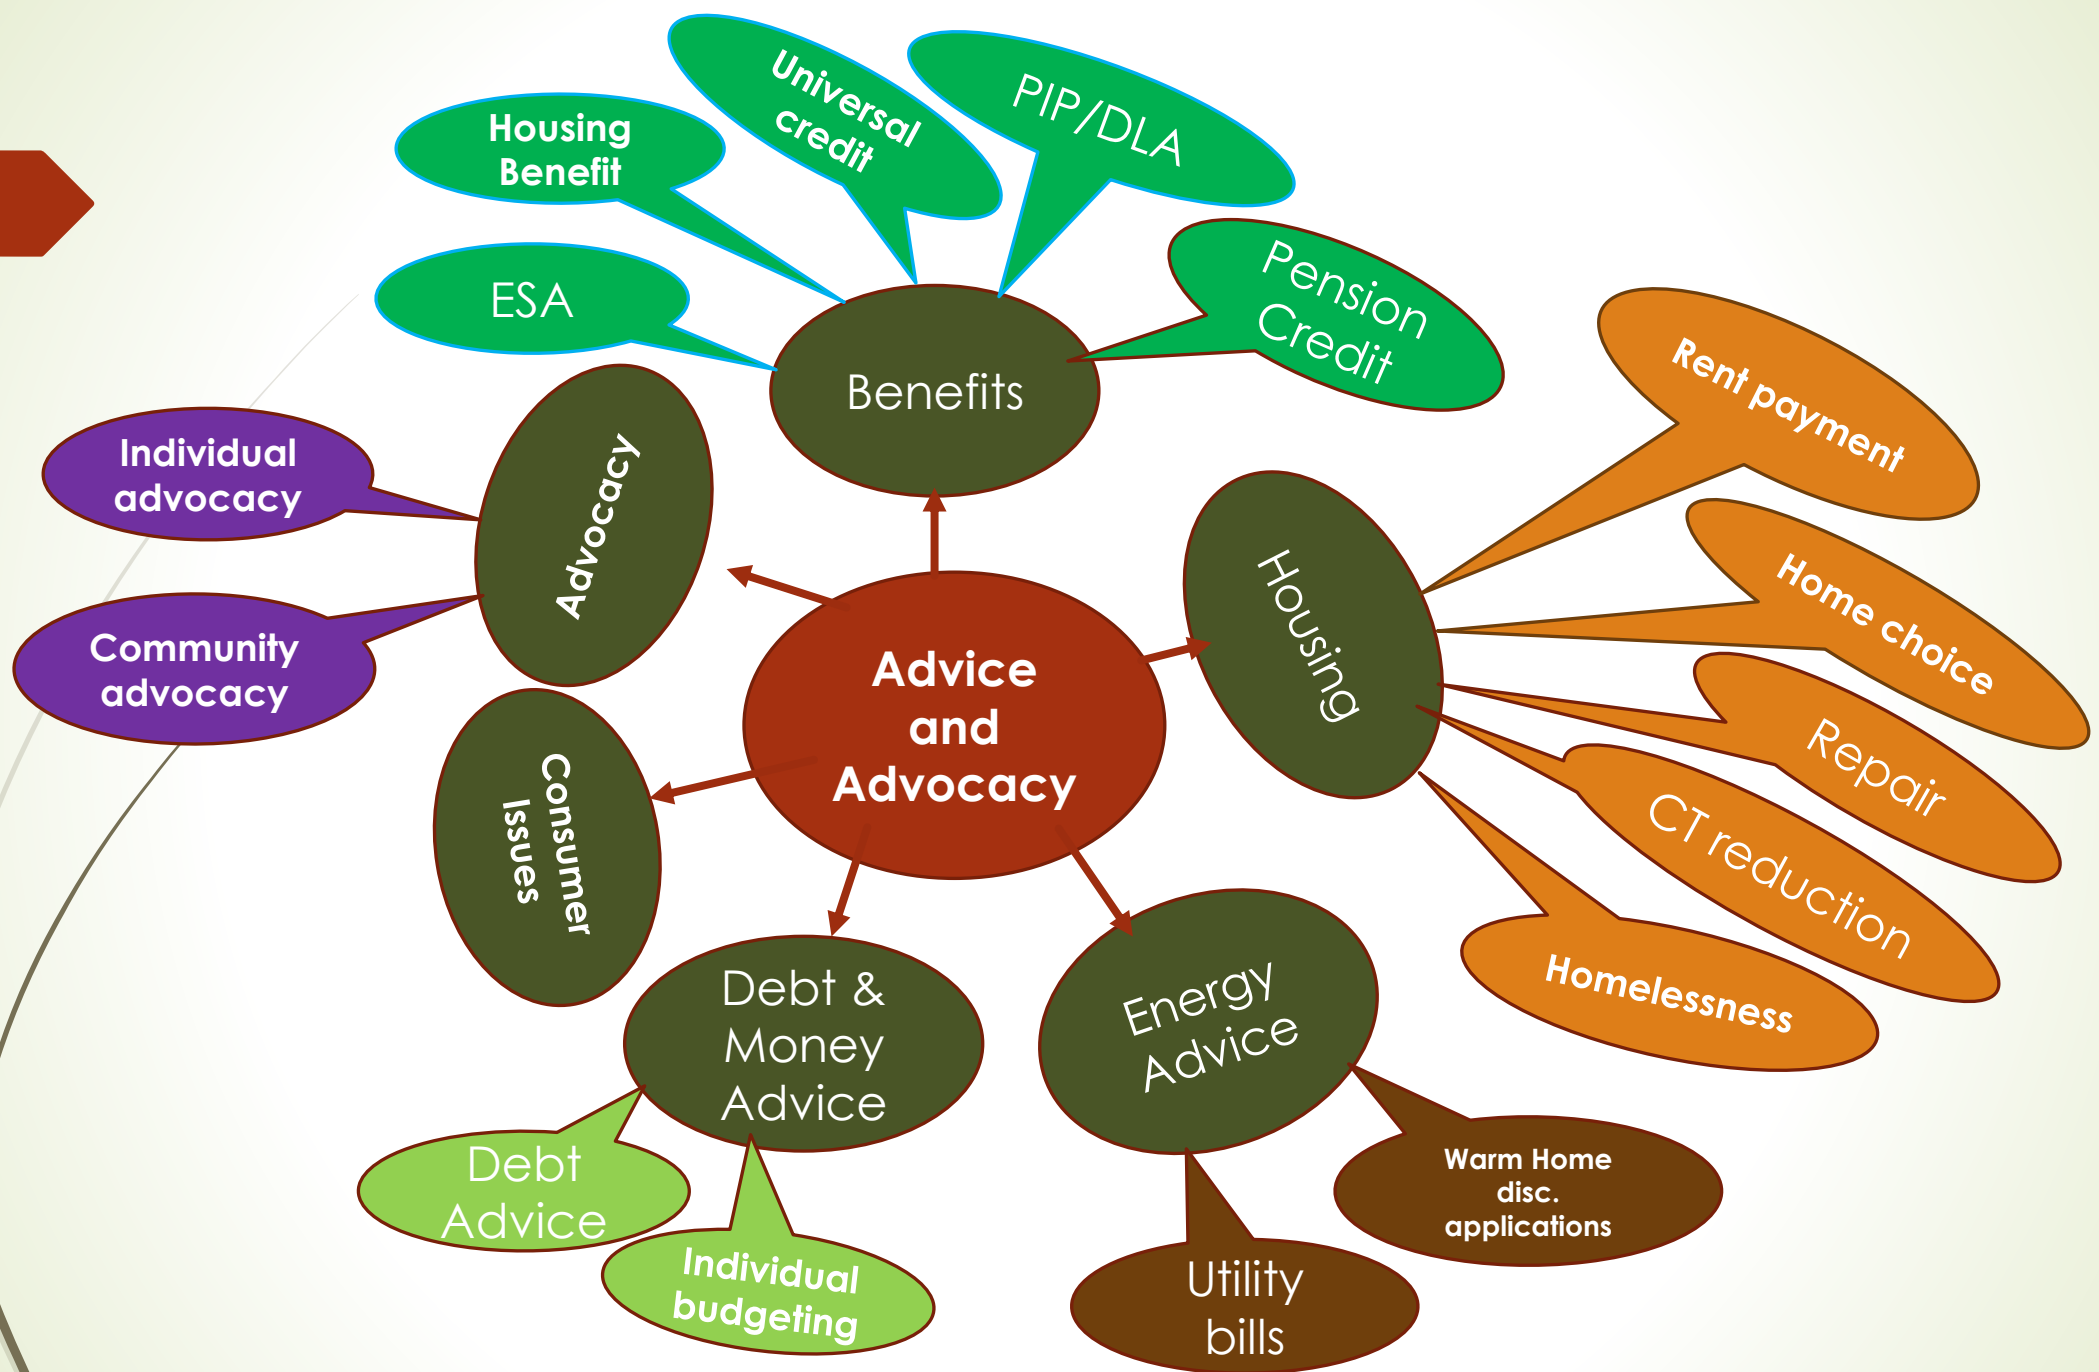 Universal
credit
PIP/DLA
Housing
Benefit
ESA
Pension
Credit
Benefits
Rent payment
Home choice
Repair
CT reduction
Homelessness
Housing
Individual
advocacy
Community
advocacy
Advocacy
Advice
and
Advocacy
Consumer
Issues
Debt &
Money
Advice
Energy
Advice
Debt
Advice
Individual
budgeting
Warm Home
disc.
applications
Utility
bills